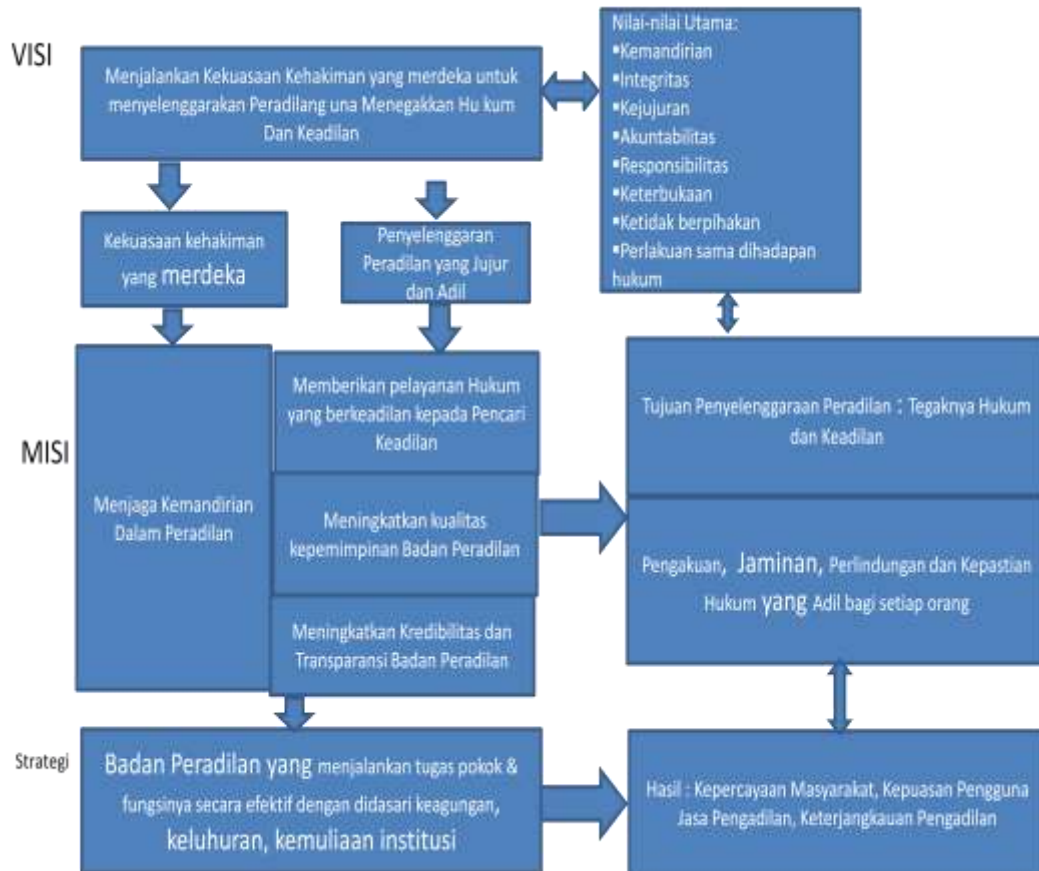 VISI
Menjalankan Kekuasaan Kehakiman yang merdeka untuk
menyelenggarakan Peradilang una Menegakkan Hu kum
Dan Keadilan
Nilai-nilai Utama:
▪Kemandirian
▪Integritas
▪Kejujuran
▪Akuntabilitas
▪Responsibilitas
▪Keterbukaan
▪Ketidak berpihakan
▪Perlakuan sama dihadapan
hukum
Kekuasaan kehakiman
yang merdeka
Penyelenggaran
Peradilan yang Jujur
dan Adil
MISI
Menjaga Kemandirian
Dalam Peradilan
Memberikan pelayanan Hukum
yang berkeadilan kepada Pencari
Keadilan
Meningkatkan kualitas
kepemimpinan Badan Peradilan
Meningkatkan Kredibilitas dan
Transparansi Badan Peradilan
Tujuan Penyelenggaraan Peradilan : Tegaknya Hukum
dan Keadilan
Pengakuan, Jaminan, Perlindungan dan Kepastian
Hukum yang Adil bagi setiap orang
Strategi
Badan Peradilan yang menjalankan tugas pokok &
fungsinya secara efektif dengan didasari keagungan,
keluhuran, kemuliaan institusi
Hasil : Kepercayaan Masyarakat, Kepuasan Pengguna
Jasa Pengadilan, Keterjangkauan Pengadilan